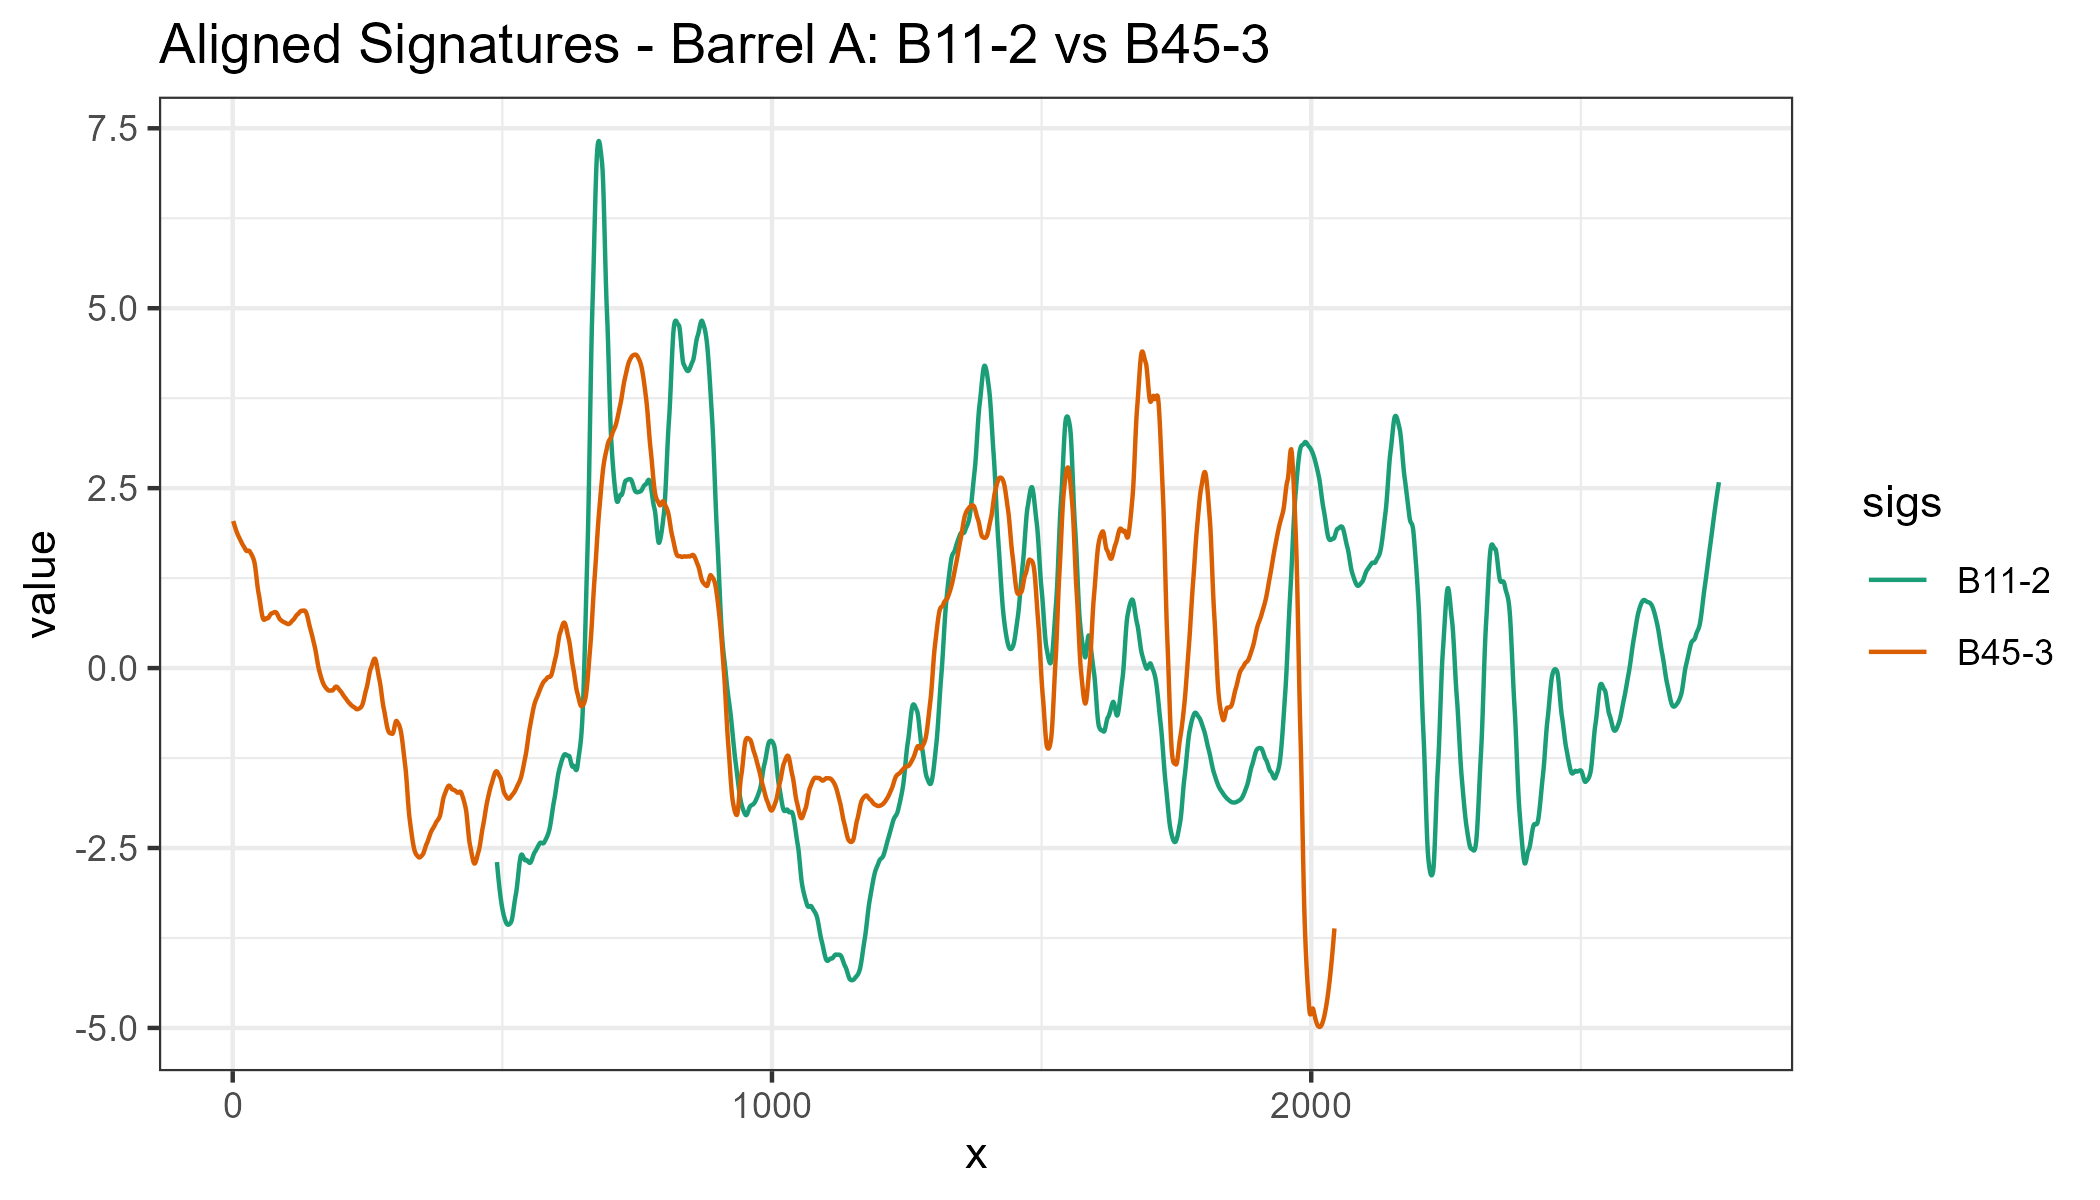 Aligned Signatures - Barrel A: B11-2 vs B45-3
7.5
5.0
2.5
0.0
-2.5
-5.0
value
0
1000
2000
x
sigs
B11-2
B45-3